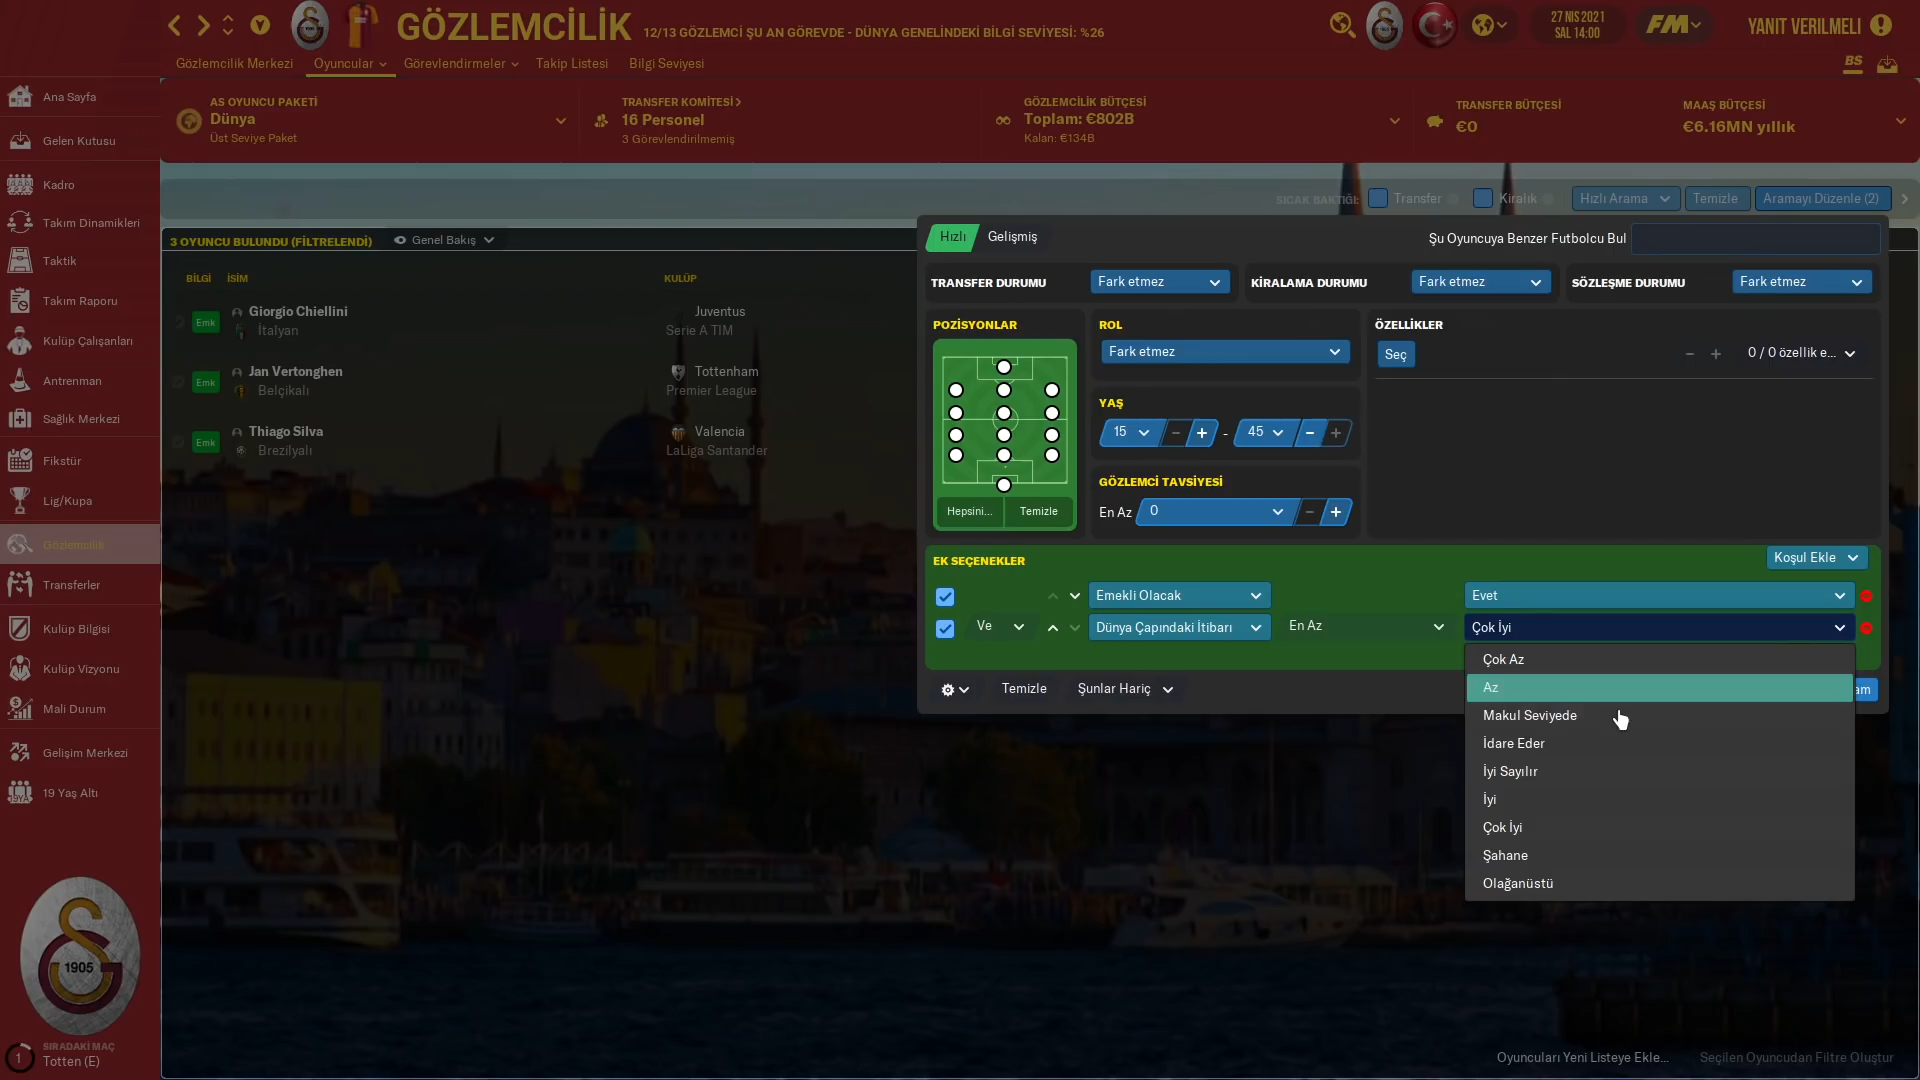 GÖZLEMCİLİK
12/13 GÖZLEMCİ ŞU AN GÖREVDE - DÜNYA GENELİNDEKİ BİLGİ SEVİYESİ: %26
27 NIS 2021
SAL 14:00
FM
YANIT VERILMELI
Gözlemcilik Merkezi
Oyuncular
Görevlendirmeler
Takip Listesi
Bilgi Seviyesi
BS
AS OYUNCU PAKETİ
Dünya
Üst Seviye Paket
TRANSFER KOMİTESİ
16 Personel
3 Görevlendirilmemiş
GÖZLEMCİLİK BÜTÇESİ
Toplam: €802B
Kalan: €134B
TRANSFER BÜTÇESİ
€0
MAAŞ BÜTÇESİ
€6.16MN yıllık
Ana Sayfa
Gelen Kutusu
Kadro
Takım Dinamikleri
Taktik
Takım Raporu
Kulüp Çalışanları
Antrenman
Sağlık Merkezi
Fikstür
Lig/Kupa
Gözlemcilik
Transferler
Kulüp Bilgisi
Kulüp Vizyonu
Mali Durum
Gelişim Merkezi
19 Yaş Altı
1905
SIRADAKİ MAÇ
1
Totten (E)
SICAK BAKTIĞI:
Transfer
Kiralık
Hızlı Arama
Temizle
Aramayı Düzenle (2)
3 OYUNCU BULUNDU (FİLTRELENDİ)
Genel Bakış
BİLGİ
İSİM
KULÜP
Emk
Giorgio Chiellini
İtalyan
Juventus
Serie A TIM
Emk
Jan Vertonghen
Belçikalı
Tottenham
Premier League
Emk
Thiago Silva
Brezilyalı
Valencia
LaLiga Santander
Hızlı
Gelişmiş
Şu Oyuncuya Benzer Futbolcu Bul
TRANSFER DURUMU
Fark etmez
KİRALAMA DURUMU
Fark etmez
SÖZLEŞME DURUMU
Fark etmez
POZİSYONLAR
Hepsini...
Temizle
ROL
Fark etmez
YAŞ
15
-
45
GÖZLEMCİ TAVSİYESİ
En Az
0
ÖZELLİKLER
Seç
0 / 0 özellik e...
EK SEÇENEKLER
Koşul Ekle
Emekli Olacak
Evet
Ve
Dünya Çapındaki İtibarı
En Az
Çok İyi
Temizle
Şunlar Hariç
am
Çok Az
Az
Makul Seviyede
İdare Eder
İyi Sayılır
İyi
Çok İyi
Şahane
Olağanüstü
Oyuncuları Yeni Listeye Ekle...
Seçilen Oyuncudan Filtre Oluştur